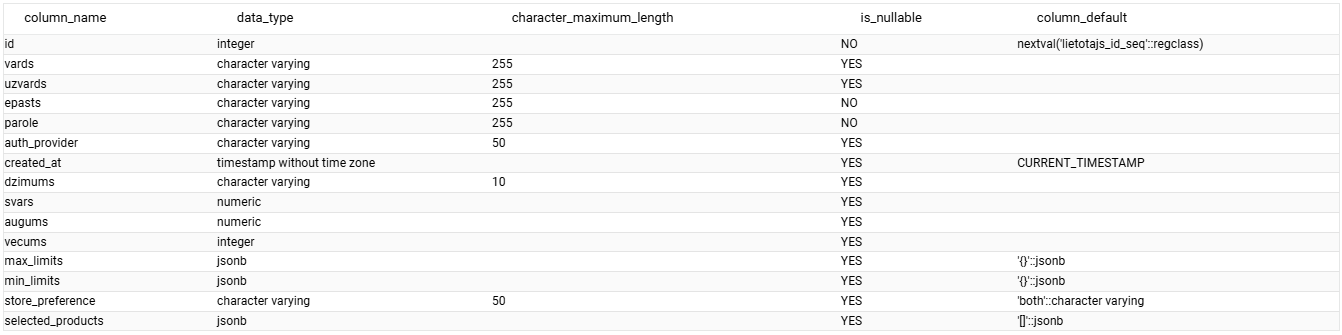 column_name data_type character_maximum_length is_nullable column_default
id integer NO nextval('lietotajs_id_seq'::regclass)
vards character varying 255 YES
uzvards character varying 255 YES
epasts character varying 255 NO
parole character varying 255 NO
auth_provider character varying 50 YES
created_at timestamp without time zone YES CURRENT_TIMESTAMP
dzimums character varying 10 YES
svars numeric YES
augums numeric YES
vecums integer YES
max_limits jsonb YES '{}'::jsonb
min_limits jsonb YES '{}'::jsonb
store_preference character varying 50 YES 'both'::character varying
selected_products jsonb YES '[]'::jsonb